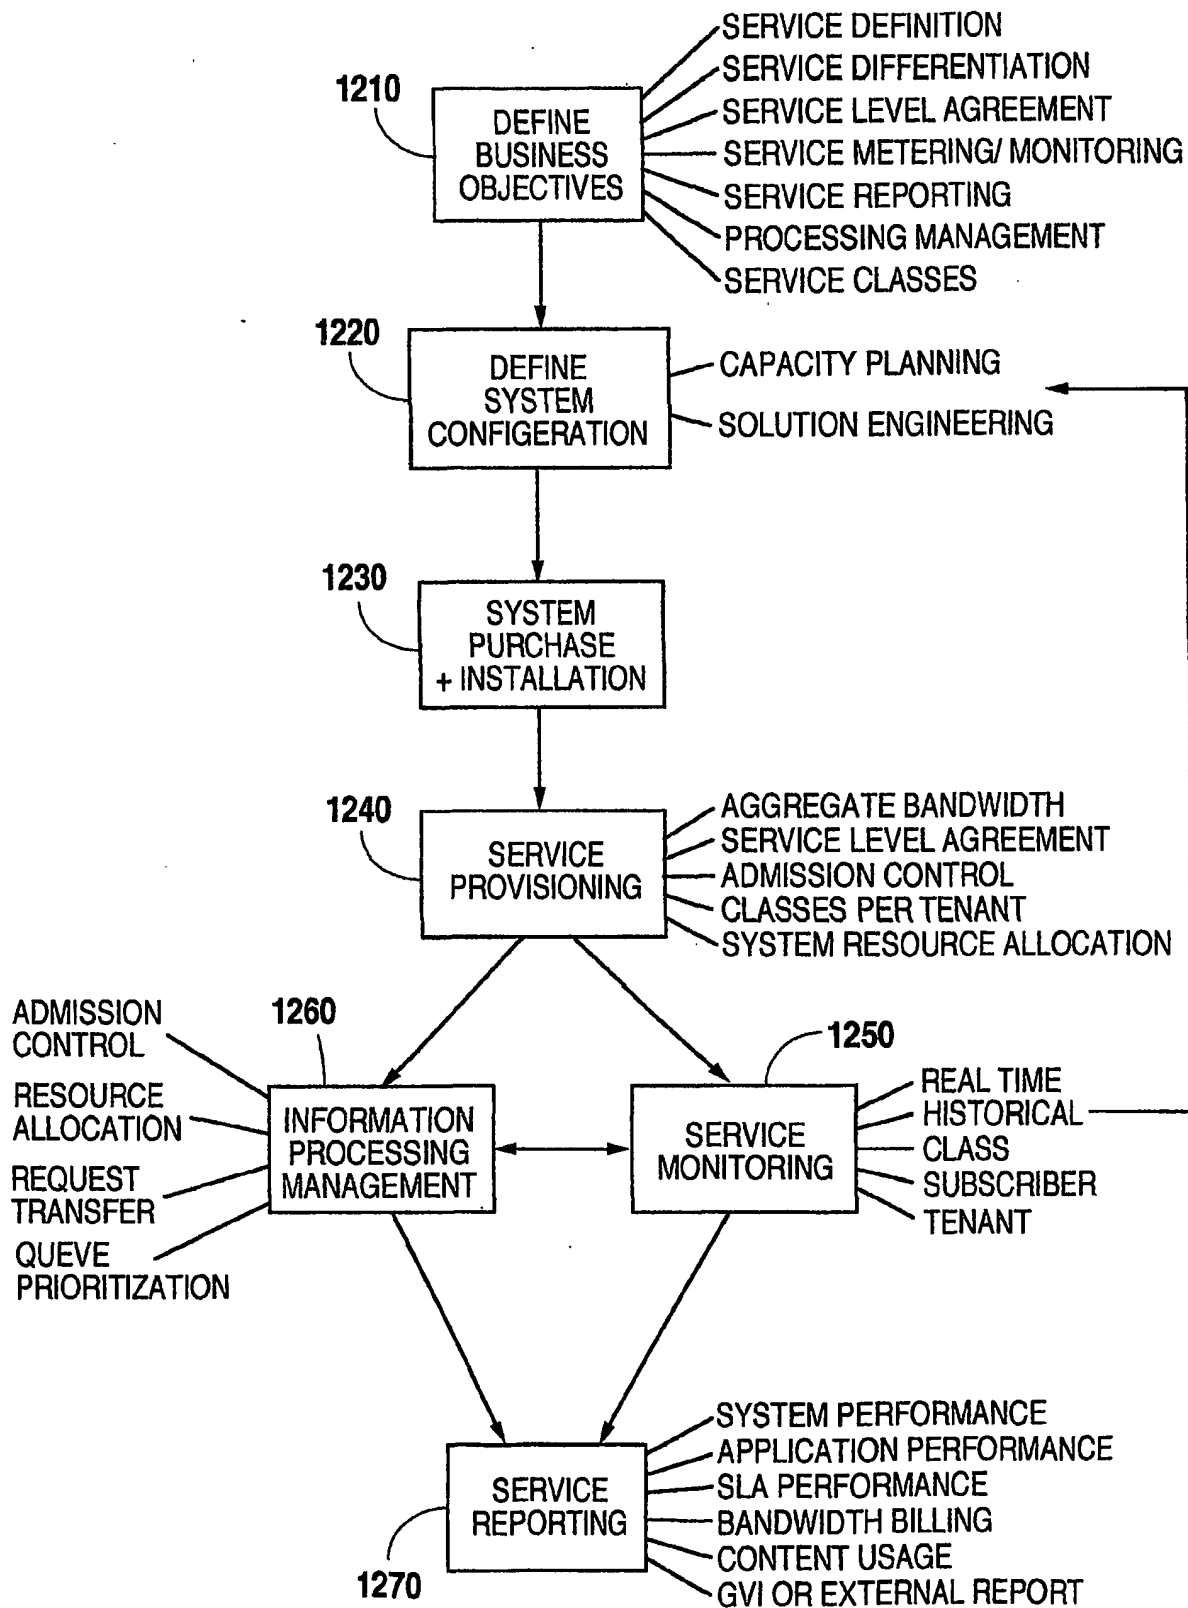 SERVICE DEFINITION
SERVICE DIFFERENTIATION
SERVICE LEVEL AGREEMENT
SERVICE METERING/ MONITORING
SERVICE REPORTING
PROCESSING MANAGEMENT
SERVICE CLASSES
1210
DEFINE
BUSINESS
OBJECTIVES
1220
DEFINE
SYSTEM
CONFIGERATION
CAPACITY PLANNING
SOLUTION ENGINEERING
1230
SYSTEM
PURCHASE
+ INSTALLATION
1240
SERVICE
PROVISIONING
AGGREGATE BANDWIDTH
SERVICE LEVEL AGREEMENT
ADMISSION CONTROL
CLASSES PER TENANT
SYSTEM RESOURCE ALLOCATION
ADMISSION
CONTROL
RESOURCE
ALLOCATION
REQUEST
TRANSFER
QUEVE
PRIORITIZATION
1260
INFORMATION
PROCESSING
MANAGEMENT
1250
SERVICE
MONITORING
REAL TIME
HISTORICAL
CLASS
SUBSCRIBER
TENANT
SERVICE
REPORTING
1270
SYSTEM PERFORMANCE
APPLICATION PERFORMANCE
SLA PERFORMANCE
BANDWIDTH BILLING
CONTENT USAGE
GVI OR EXTERNAL REPORT